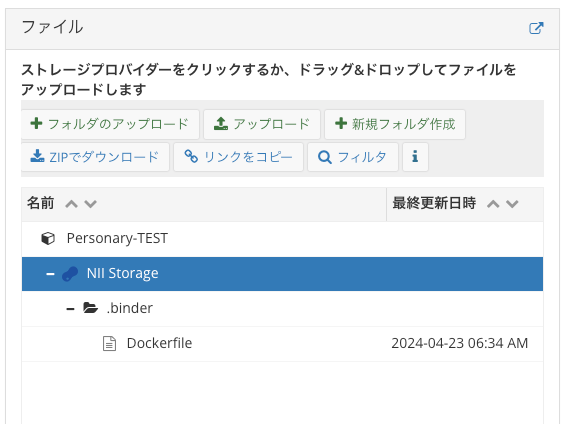 ファイル
ストレージプロバイダーをクリックするか、ドラッグ&ドロップしてファイルを
アップロードします
フォルダのアップロード アップロード 新規フォルダ作成
ZIPでダウンロード リンクをコピー フィルタ
名前 最終更新日時
Personary-TEST
NII Storage
.binder
Dockerfile 2024-04-23 06:34 AM